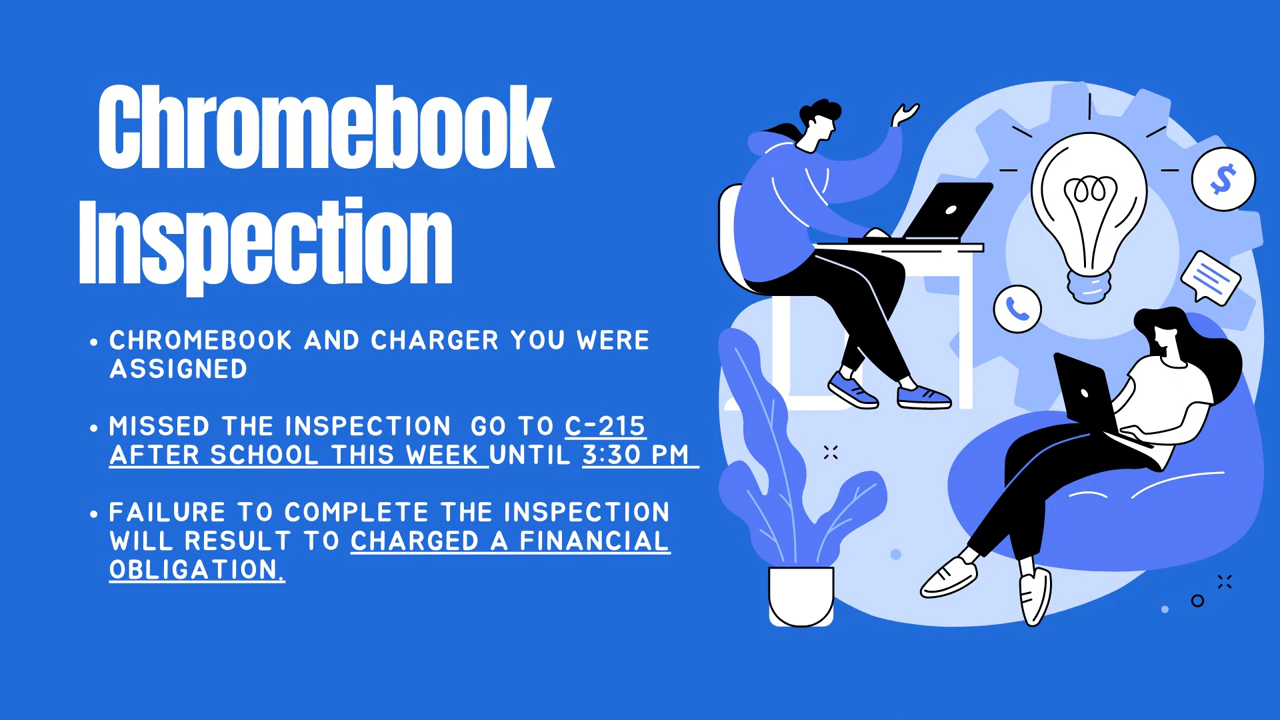 Chromebook
Inspection
• CHROMEBOOK AND CHARGER YOU WERE
ASSIGNED
• MISSED THE INSPECTION GO TO C-215
AFTER SCHOOL THIS WEEK UNTIL 3:30 PM
• FAILURE TO COMPLETE THE INSPECTION
WILL RESULT TO CHARGED A FINANCIAL
OBLIGATION.
$